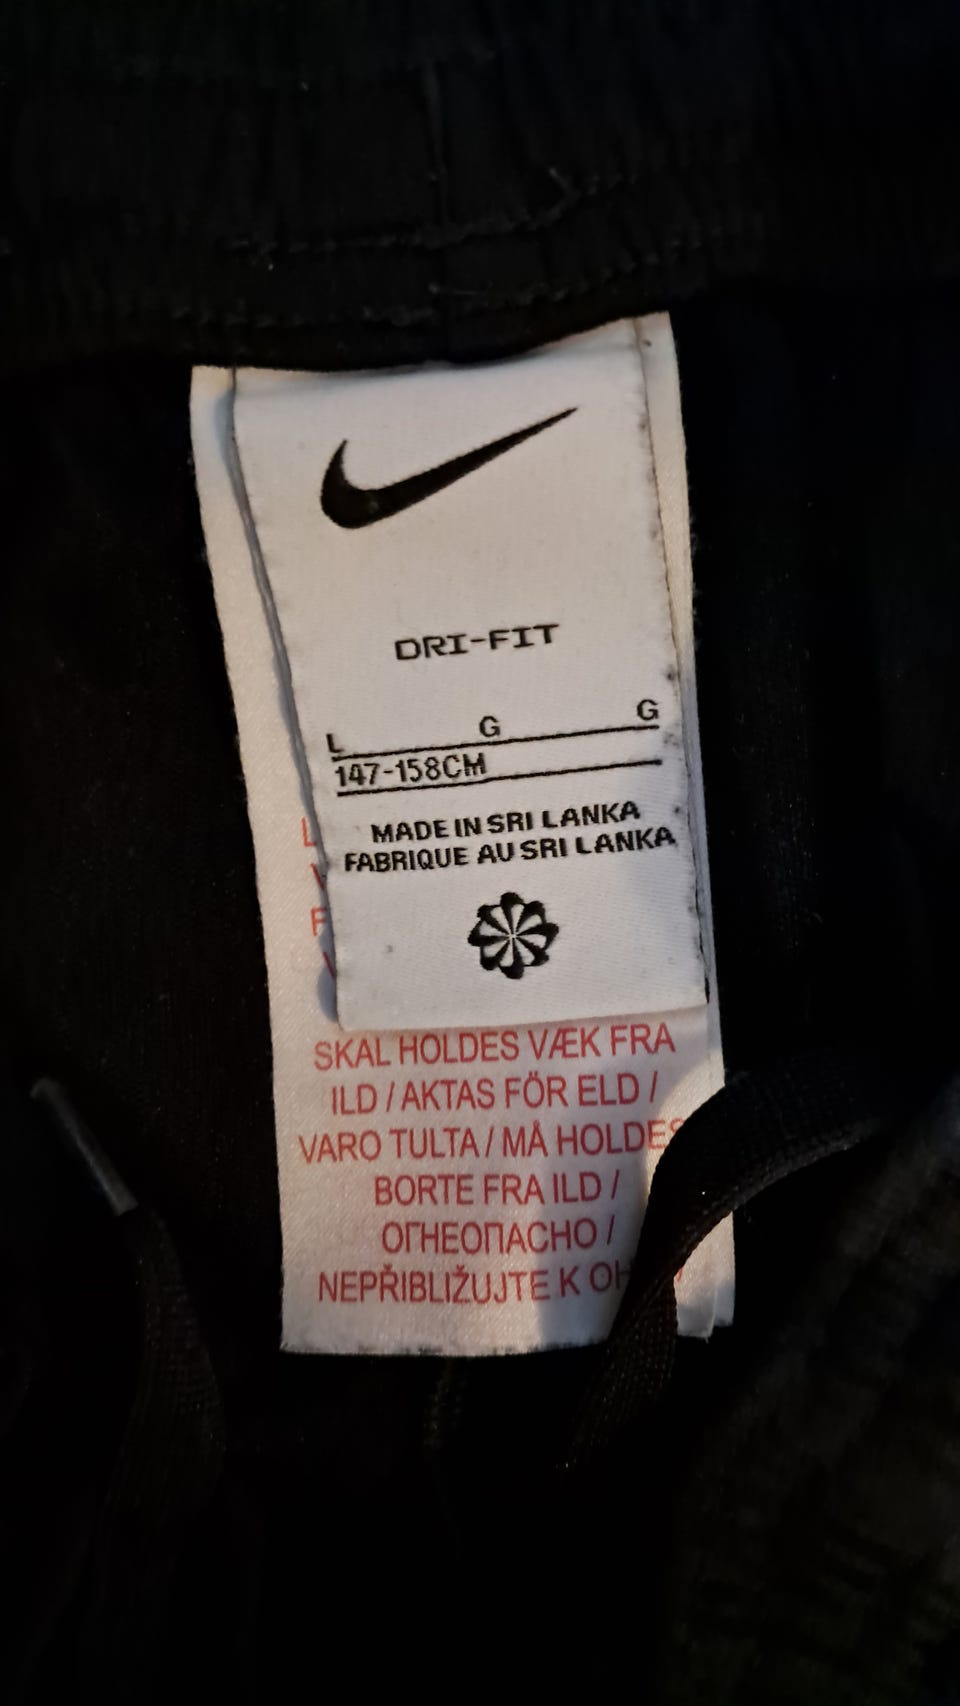 DRI-FIT
L G G
147-158CM
MADE IN SRI LANKA
FABRIQUE AU SRI LANKA
SKAL HOLDES VÆK FRA
ILD / AKTAS FÖR ELD /
VARO TULTA / MÅ HOLDES
BORTE FRA ILD /
ОГНЕОПАСНО /
NEPŘIBLIŽUJTE K